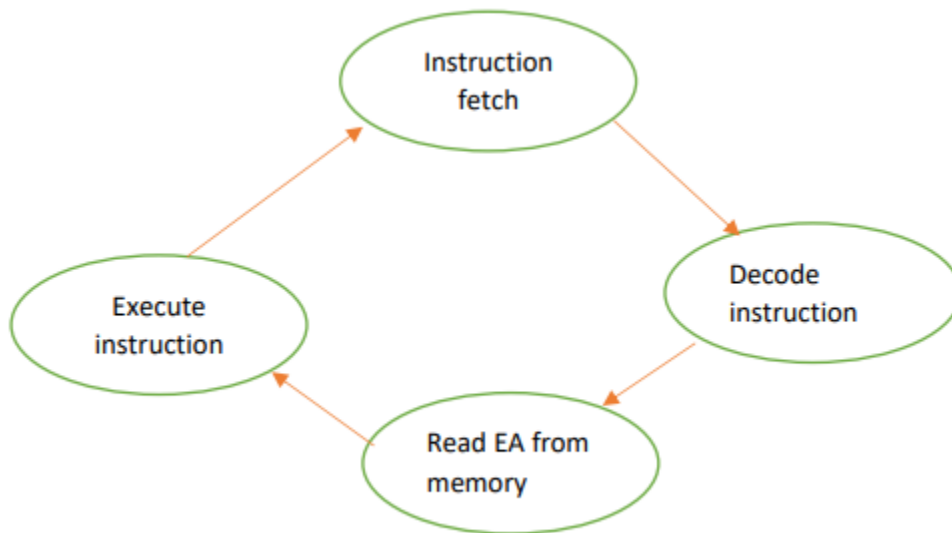 Instruction
fetch
Decode
instruction
Read EA from
memory
Execute
instruction